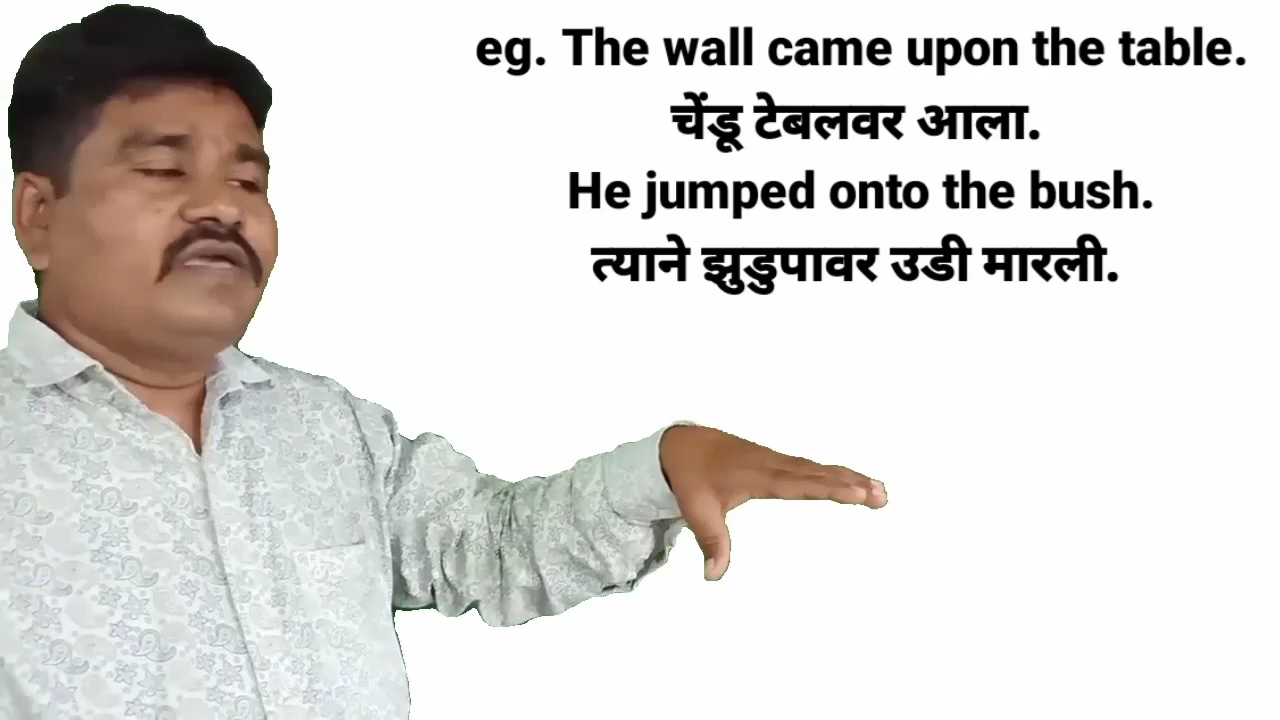 eg. The wall came upon the table.
चेंडू टेबलवर आला.
He jumped onto the bush.
त्याने झुडुपावर उडी मारली.